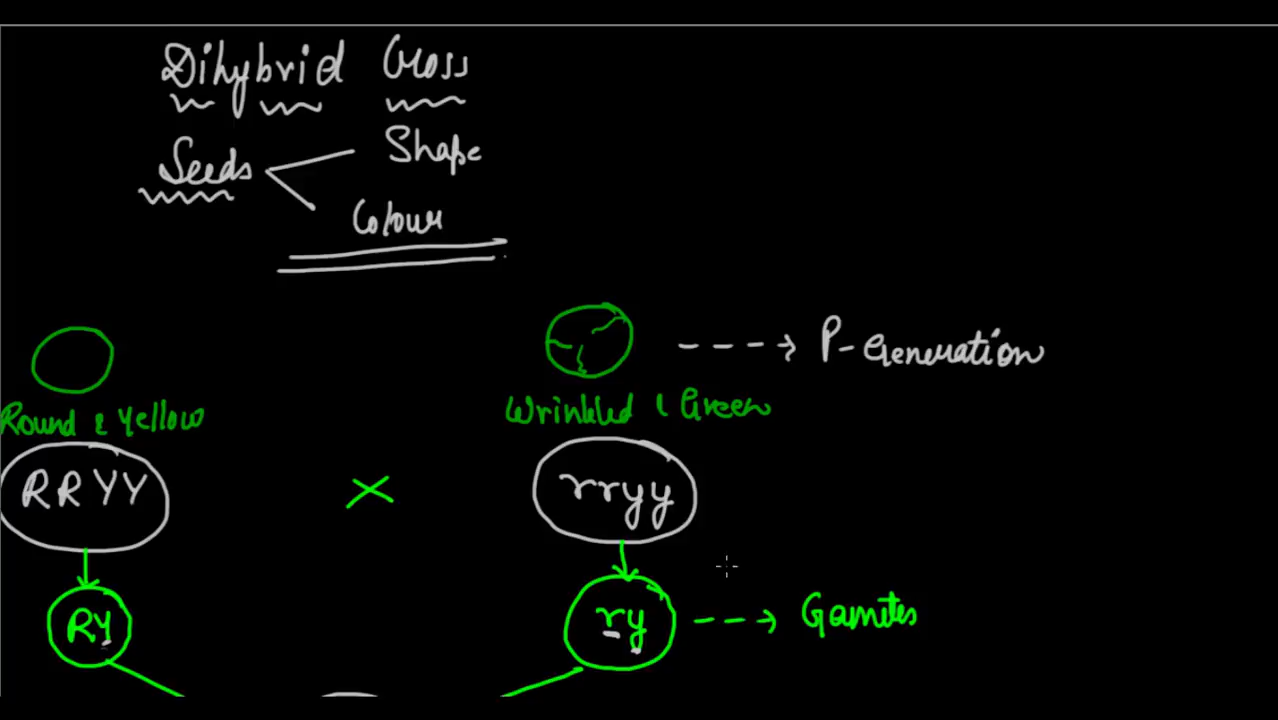 Dihybrid Cross
Seeds
Shape
Colour
P-Generation
Round & Yellow
Wrinkled & Green
RRYY
×
rryy
RY
ry
Gametes